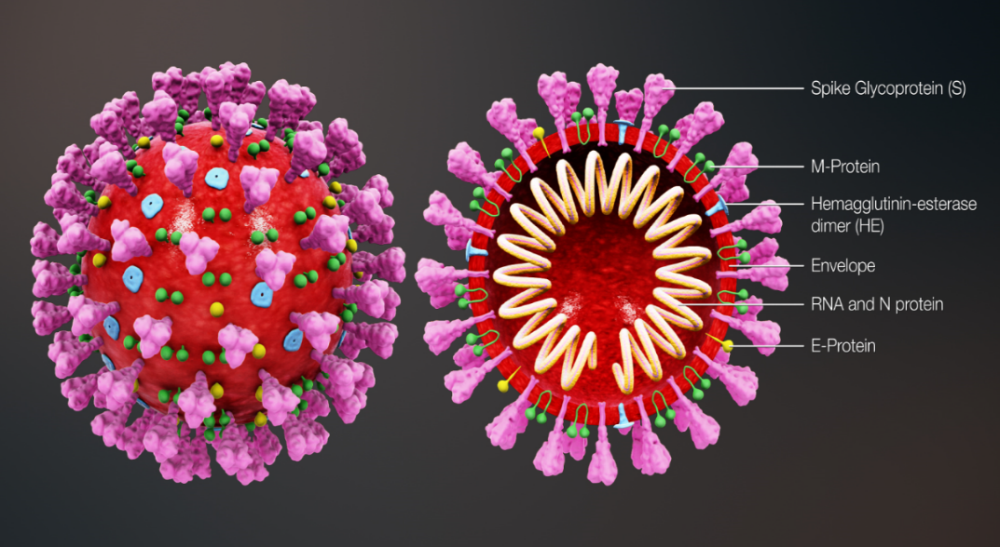 Spike Glycoprotein (S)
M-Protein
Hemagglutinin-esterase
dimer (HE)
Envelope
RNA and N protein
E-Protein